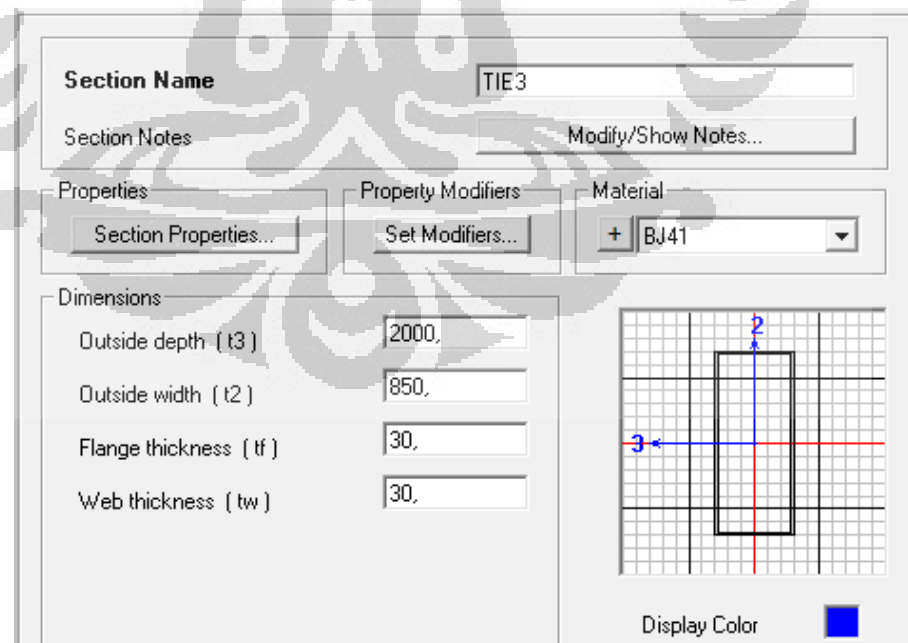 Section Name TIE3
Section Notes Modify/Show Notes...
Properties Property Modifiers Material
Section Properties... Set Modifiers... + BJ41
Dimensions
Outside depth ( t3 ) 2000,
Outside width ( t2 ) 850,
Flange thickness ( tf ) 30,
Web thickness ( tw ) 30,
2
3
Display Color